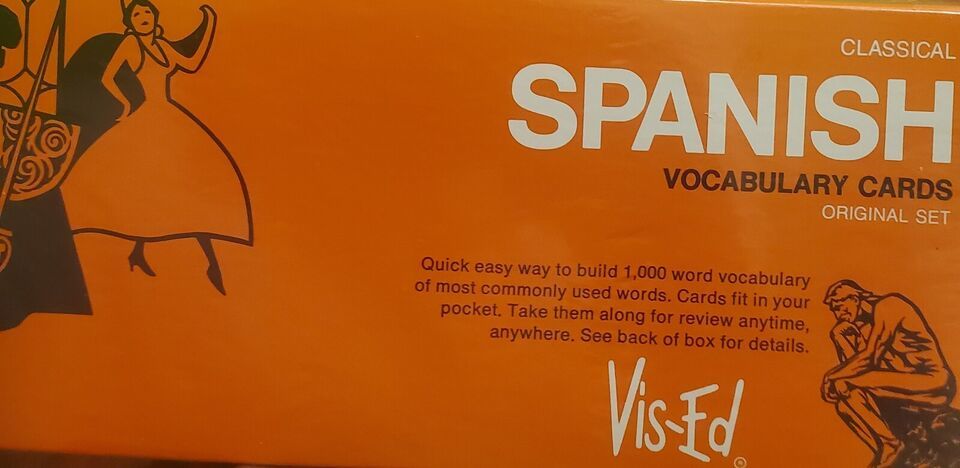 CLASSICAL
SPANISH
VOCABULARY CARDS
ORIGINAL SET
Quick easy way to build 1,000 word vocabulary
of most commonly used words. Cards fit in your
pocket. Take them along for review anytime,
anywhere. See back of box for details.
Vis-Ed ®